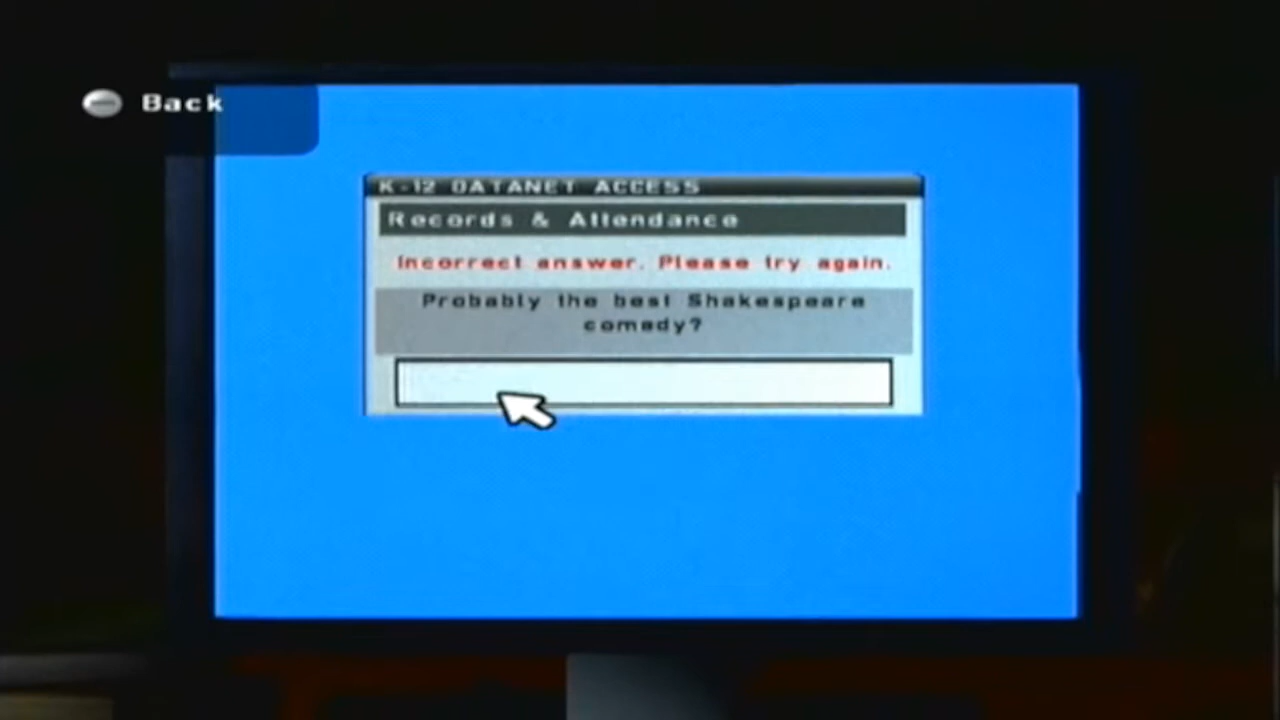 Back
K-12 DATANET ACCESS
Records & Attendance
Incorrect answer. Please try again.
Probably the best Shakespeare
comedy?